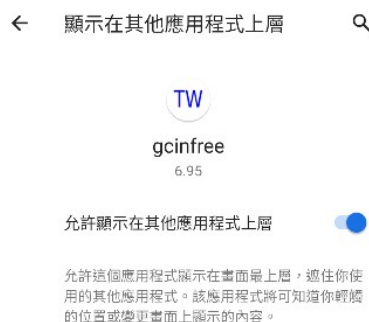 顯示在其他應用程式上層
TW
gcinfree
6.95
允許顯示在其他應用程式上層
允許這個應用程式顯示在畫面最上層，遮住你使
用的其他應用程式。該應用程式將可知道你輕觸
的位置或變更畫面上顯示的內容。